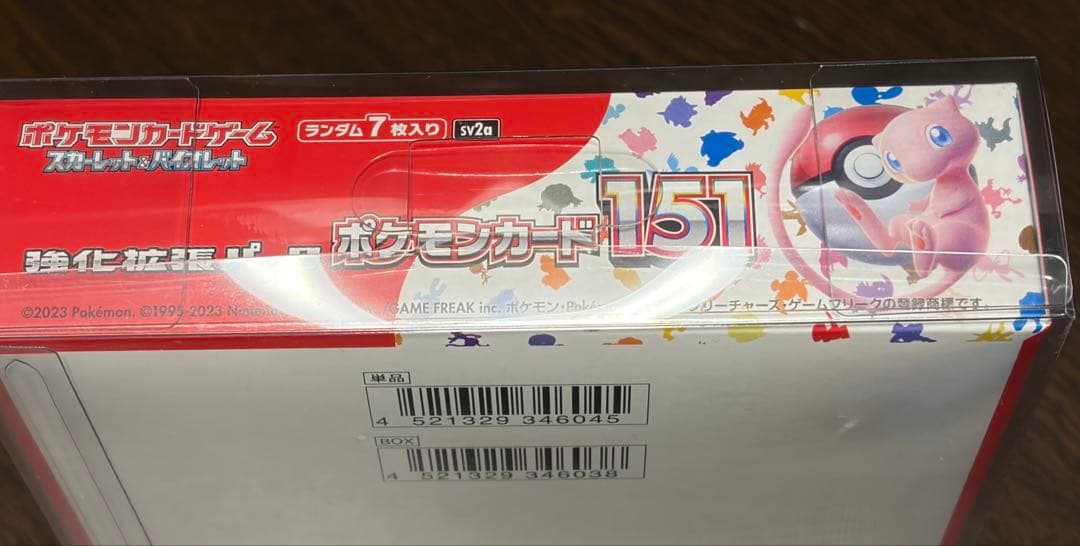 ポケモンカードゲーム
スカーレット&バイオレット
ランダム7枚入り
sv2a
強化拡張パック
ポケモンカード151
©2023 Pokémon. ©1995-2023 Ninten
/GAME FREAK inc. ポケモン・Pok
リーチャーズ・ゲームフリークの登録商標です。
単品
4 521329 346045
BOX
4 521329 346038